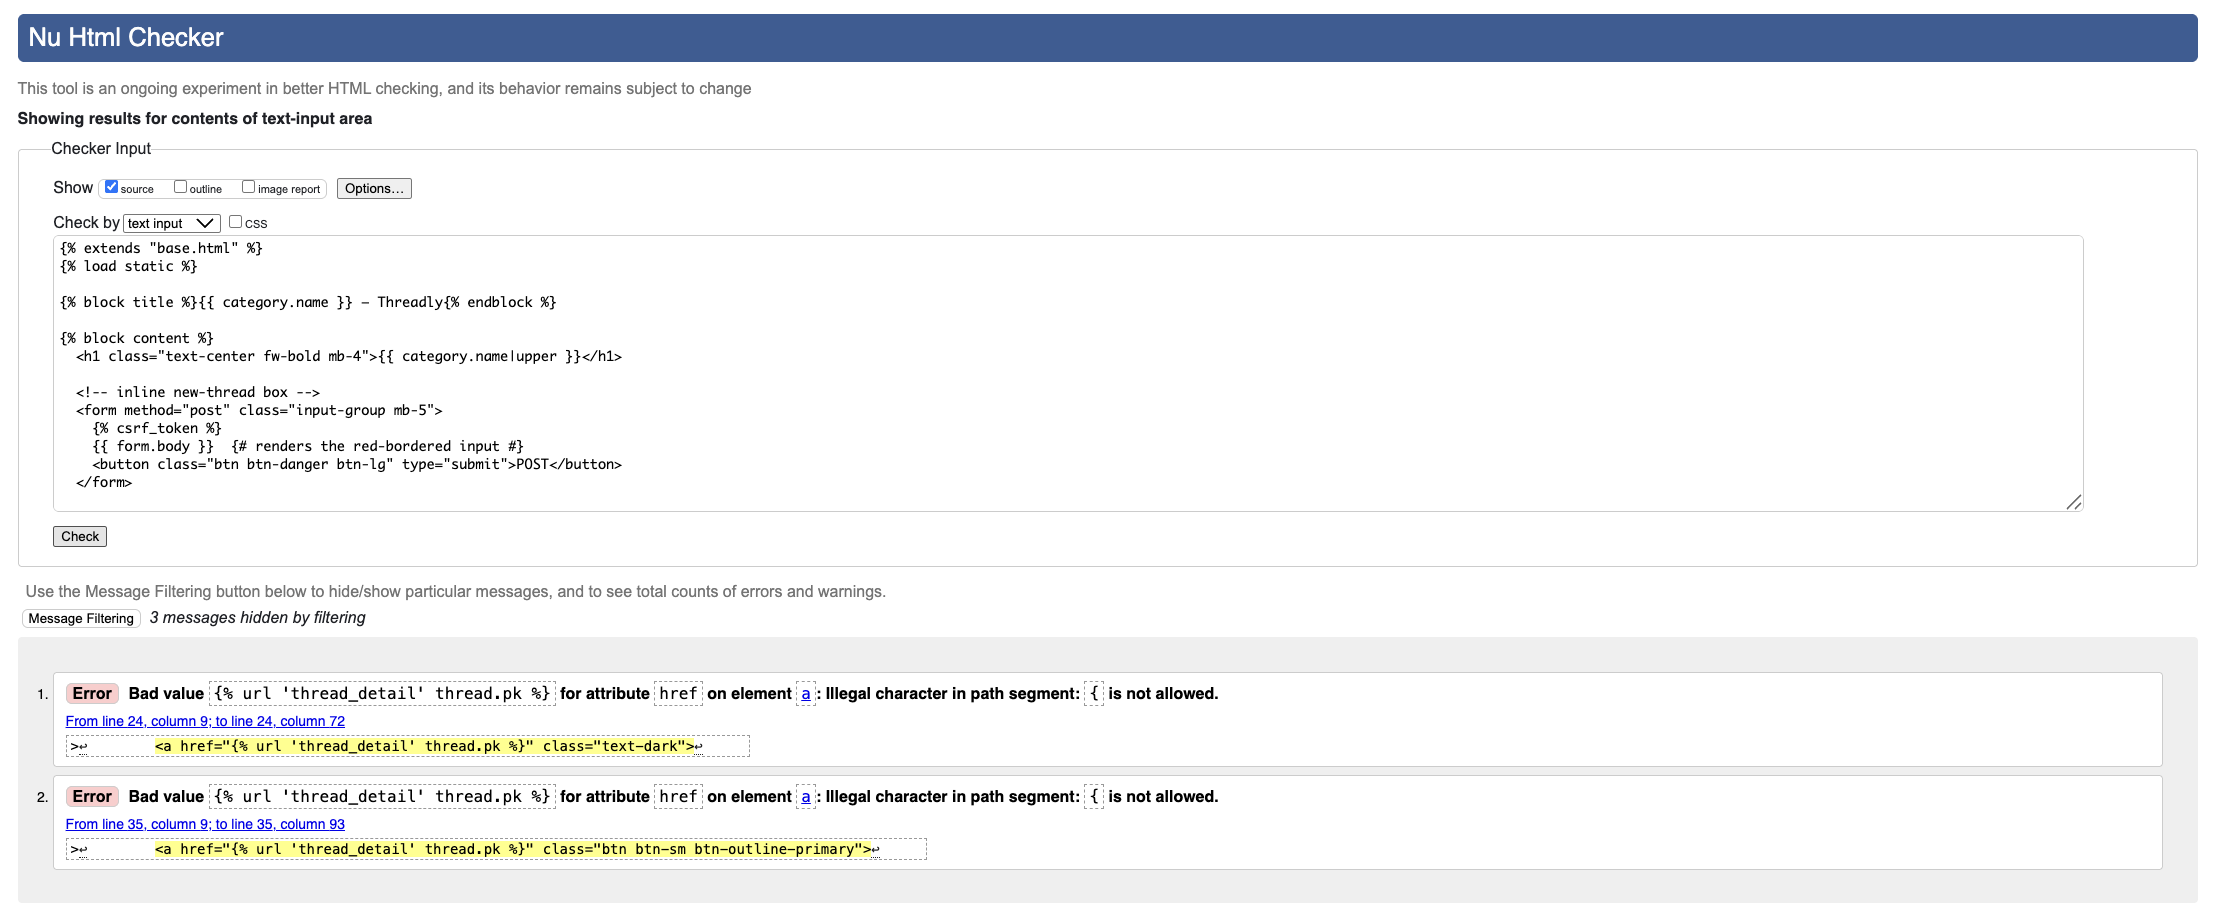 Nu Html Checker
This tool is an ongoing experiment in better HTML checking, and its behavior remains subject to change
Showing results for contents of text-input area
Checker Input
Show source outline image report Options...
Check by text input CSS
{% extends "base.html" %}
{% load static %}
{% block title %}{{ category.name }} – Threadly{% endblock %}
{% block content %}
<h1 class="text-center fw-bold mb-4">{{ category.name|upper }}</h1>
<!-- inline new-thread box -->
<form method="post" class="input-group mb-5">
{% csrf_token %}
{{ form.body }} {# renders the red-bordered input #}
<button class="btn btn-danger btn-lg" type="submit">POST</button>
</form>
Check
Use the Message Filtering button below to hide/show particular messages, and to see total counts of errors and warnings.
Message Filtering 3 messages hidden by filtering
1. Error Bad value {% url 'thread_detail' thread.pk %} for attribute href on element a: Illegal character in path segment: { is not allowed.
From line 24, column 9; to line 24, column 72
>↩ <a href="{% url 'thread_detail' thread.pk %}" class="text-dark">↩
2. Error Bad value {% url 'thread_detail' thread.pk %} for attribute href on element a: Illegal character in path segment: { is not allowed.
From line 35, column 9; to line 35, column 93
>↩ <a href="{% url 'thread_detail' thread.pk %}" class="btn btn-sm btn-outline-primary">↩